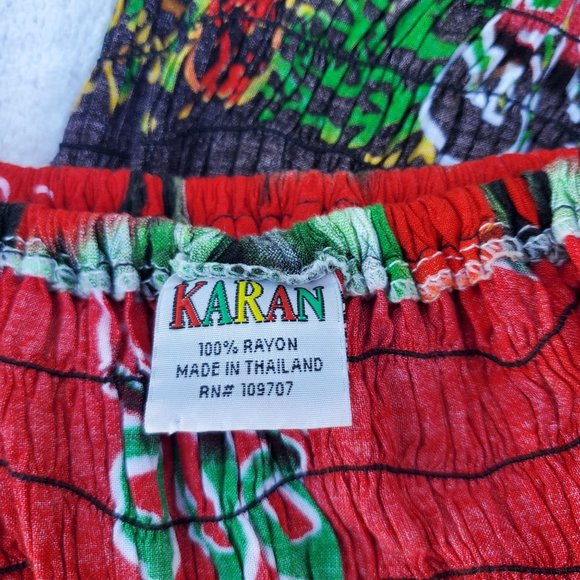 KARAN
100% RAYON
MADE IN THAILAND
RN# 109707